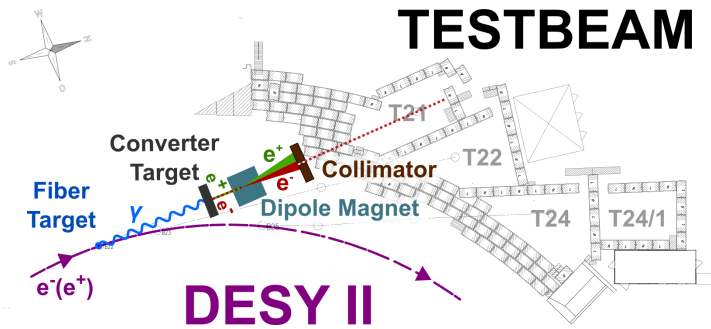 TESTBEAM
W
N
S
O
T21
Converter
Target
e+
e-
e+
e-
Collimator
T22
Fiber
Target
γ
Dipole Magnet
T24
T24/1
e-(e+)
DESY II